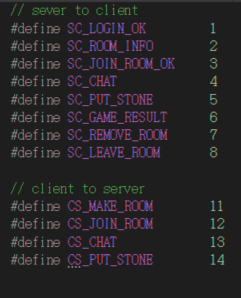 // sever to client
#define SC_LOGIN_OK 1
#define SC_ROOM_INFO 2
#define SC_JOIN_ROOM_OK 3
#define SC_CHAT 4
#define SC_PUT_STONE 5
#define SC_GAME_RESULT 6
#define SC_REMOVE_ROOM 7
#define SC_LEAVE_ROOM 8

// client to server
#define CS_MAKE_ROOM 11
#define CS_JOIN_ROOM 12
#define CS_CHAT 13
#define CS_PUT_STONE 14